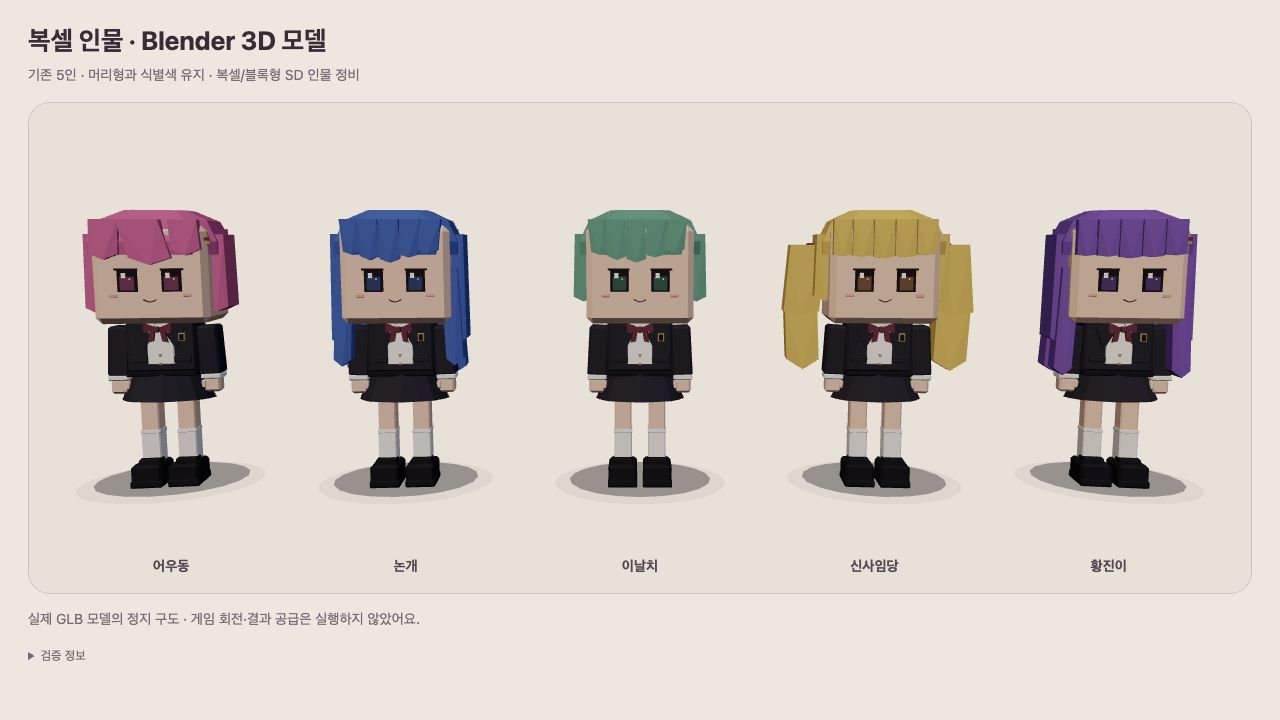 복셀 인물 · Blender 3D 모델
기존 5인 · 머리형과 식별색 유지 · 복셀/블록형 SD 인물 정비
어우동
논개
이날치
신사임당
황진이
실제 GLB 모델의 정지 구도 · 게임 회전·결과 공급은 실행하지 않았어요.
▶ 검증 정보